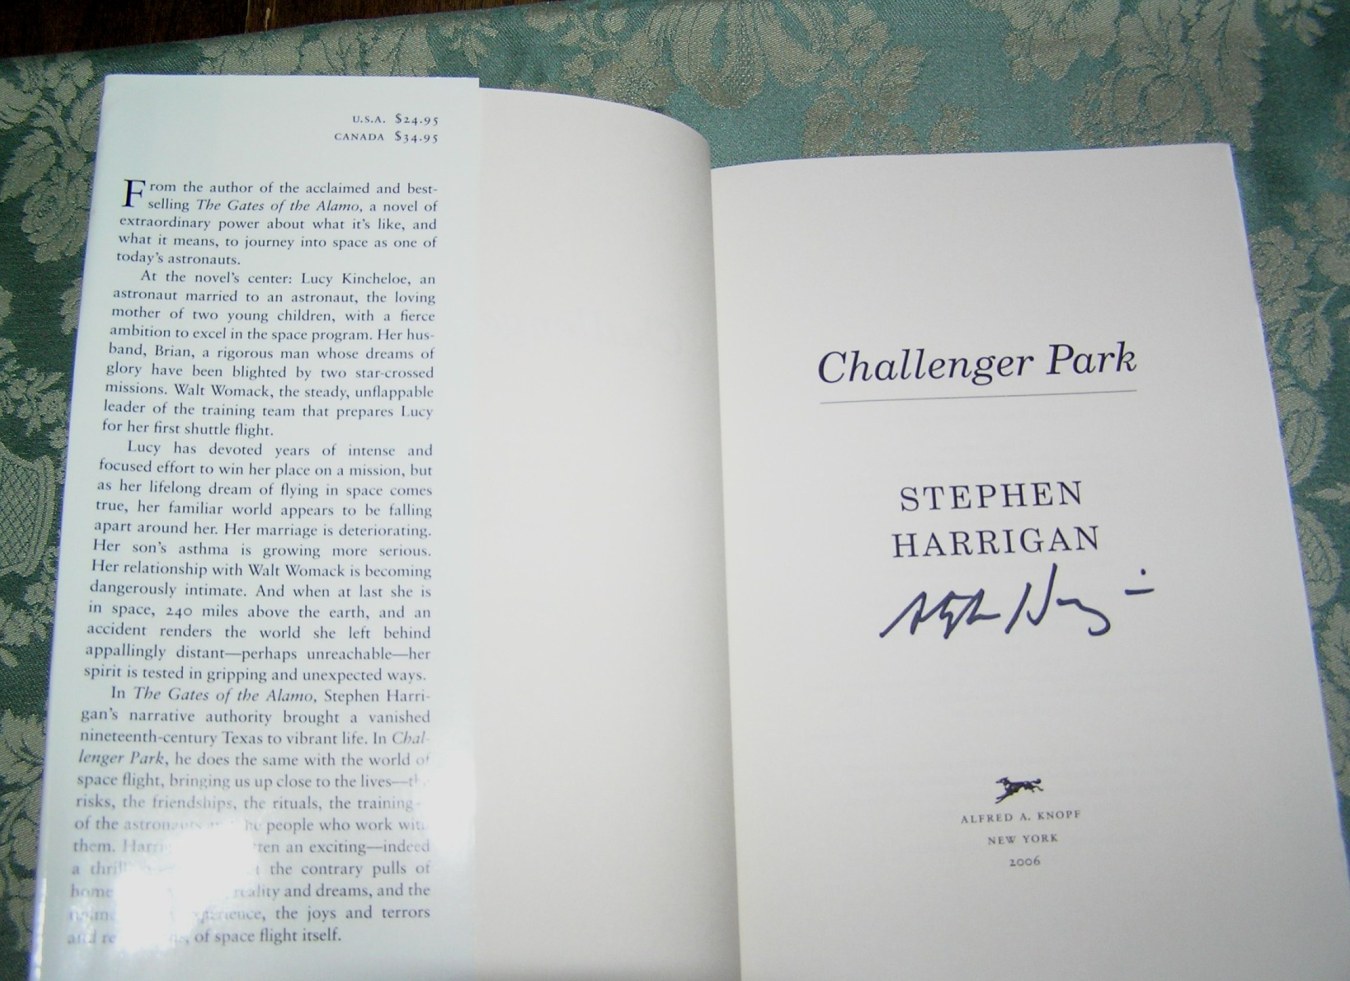 U.S.A. $24.95
CANADA $34.95
From the author of the acclaimed and best-
selling The Gates of the Alamo, a novel of
extraordinary power about what it's like, and
what it means, to journey into space as one of
today's astronauts.
At the novel's center: Lucy Kincheloe, an
astronaut married to an astronaut, the loving
mother of two young children, with a fierce
ambition to excel in the space program. Her hus-
band, Brian, a rigorous man whose dreams of
glory have been blighted by two star-crossed
missions. Walt Womack, the steady, unflappable
leader of the training team that prepares Lucy
for her first shuttle flight.
Lucy has devoted years of intense and
focused effort to win her place on a mission, but
as her lifelong dream of flying in space comes
true, her familiar world appears to be falling
apart around her. Her marriage is deteriorating.
Her son's asthma is growing more serious.
Her relationship with Walt Womack is becoming
dangerously intimate. And when at last she is
in space, 240 miles above the earth, and an
accident renders the world she left behind
appallingly distant—perhaps unreachable—her
spirit is tested in gripping and unexpected ways.
In The Gates of the Alamo, Stephen Harri-
gan's narrative authority brought a vanished
nineteenth-century Texas to vibrant life. In Chal-
lenger Park, he does the same with the world of
space flight, bringing us up close to the lives—the
risks, the friendships, the rituals, the training—
of the astronauts the people who work with
them. an exciting—indeed
a the contrary pulls of
home reality and dreams, and the
the joys and terrors
and of space flight itself.
Challenger Park
STEPHEN
HARRIGAN
Stephen Harrigan
ALFRED A. KNOPF
NEW YORK
2006